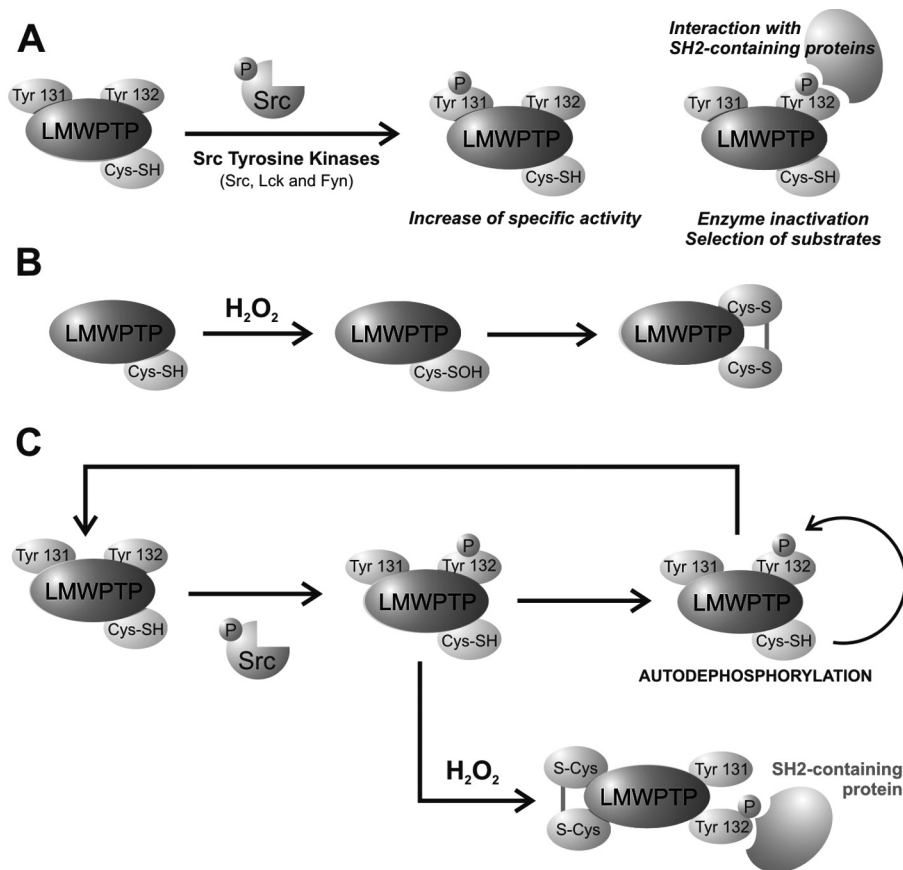 A
Tyr 131
Tyr 132
LMWPTP
Cys-SH
P
Src
Src Tyrosine Kinases
(Src, Lck and Fyn)
P
Tyr 131
Tyr 132
LMWPTP
Cys-SH
Increase of specific activity
Interaction with
SH2-containing proteins
P
Tyr 131
Tyr 132
LMWPTP
Cys-SH
Enzyme inactivation
Selection of substrates
B
LMWPTP
Cys-SH
H₂O₂
LMWPTP
Cys-SOH
LMWPTP
Cys-S
Cys-S
C
Tyr 131
Tyr 132
LMWPTP
Cys-SH
P
Src
P
Tyr 131
Tyr 132
LMWPTP
Cys-SH
P
Tyr 131
Tyr 132
LMWPTP
Cys-SH
AUTODEPHOSPHORYLATION
H₂O₂
S-Cys
S-Cys
LMWPTP
Tyr 131
P
Tyr 132
SH2-containing
protein